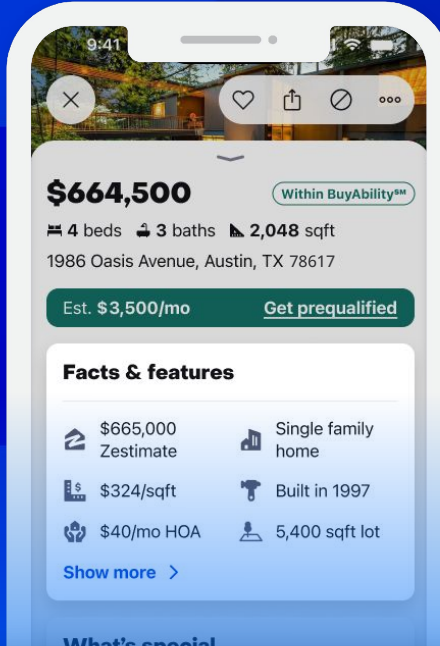 9:41
$664,500
Within BuyAbility℠
4 beds 3 baths 2,048 sqft
1986 Oasis Avenue, Austin, TX 78617
Est. $3,500/mo Get prequalified
Facts & features
$665,000 Single family
Zestimate home
$324/sqft Built in 1997
$40/mo HOA 5,400 sqft lot
Show more
What's special